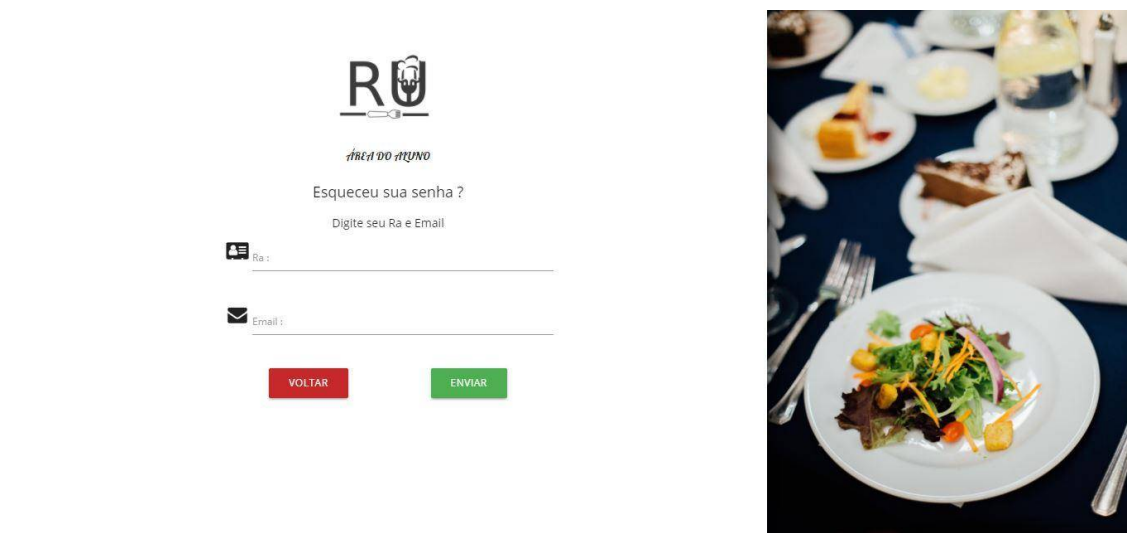 RU
ÁREA DO ALUNO
Esqueceu sua senha ?
Digite seu Ra e Email
Ra :
Email :
VOLTAR
ENVIAR